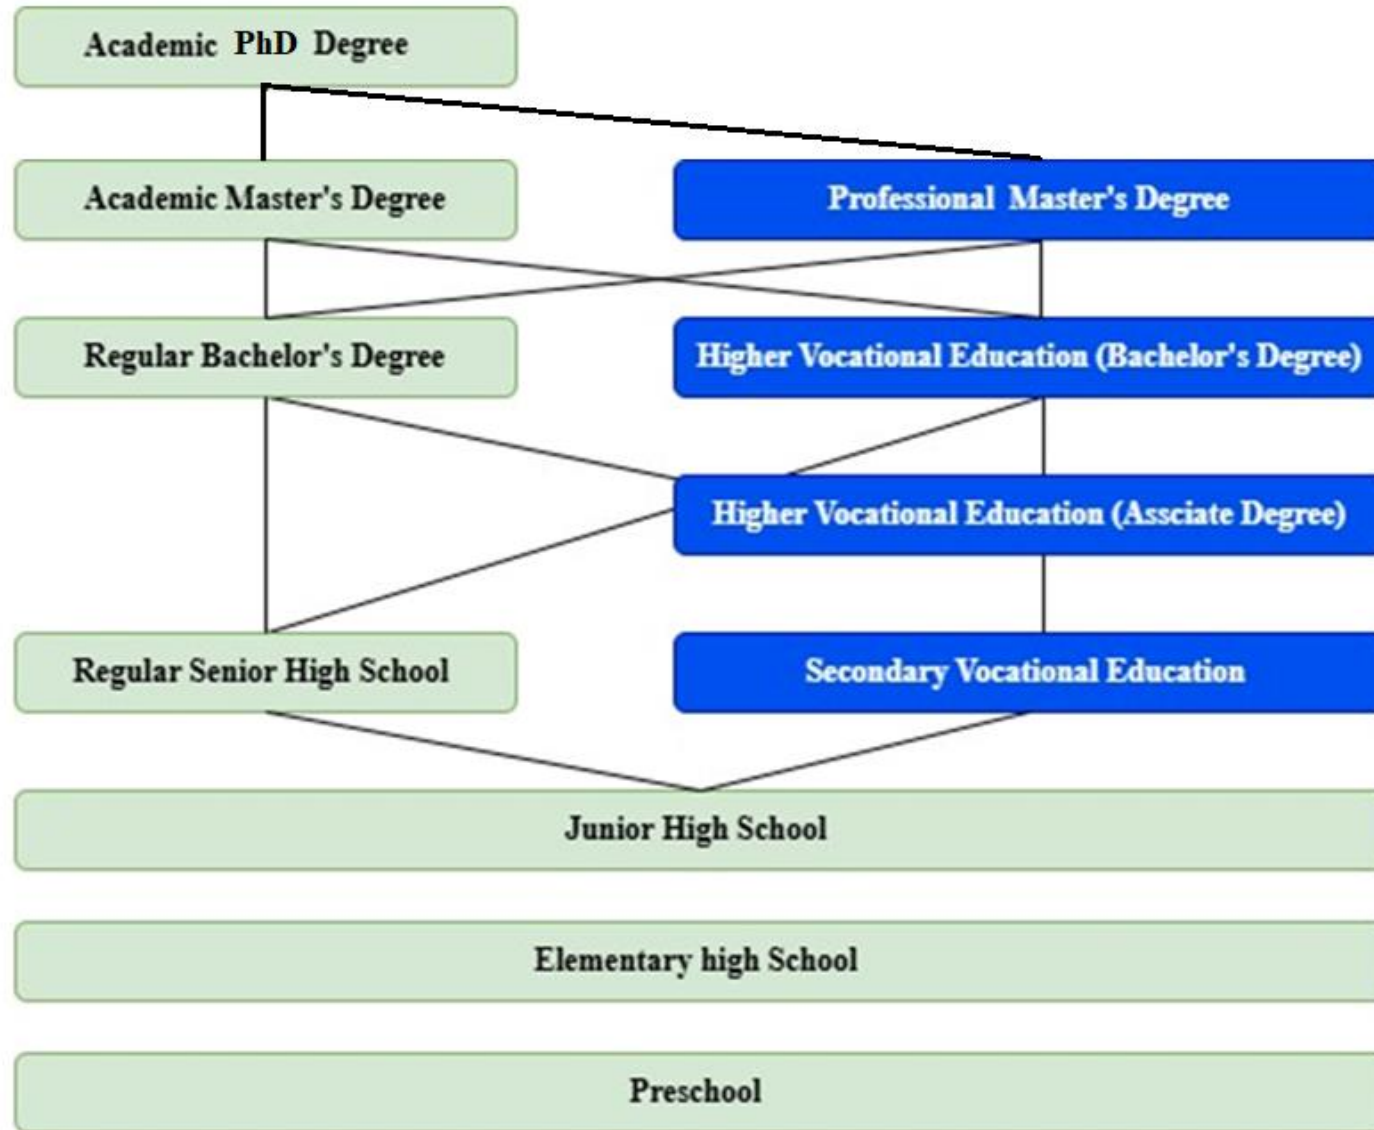 Academic PhD Degree
Academic Master's Degree
Professional Master's Degree
Regular Bachelor's Degree
Higher Vocational Education (Bachelor's Degree)
Higher Vocational Education (Assciate Degree)
Regular Senior High School
Secondary Vocational Education
Junior High School
Elementary high School
Preschool